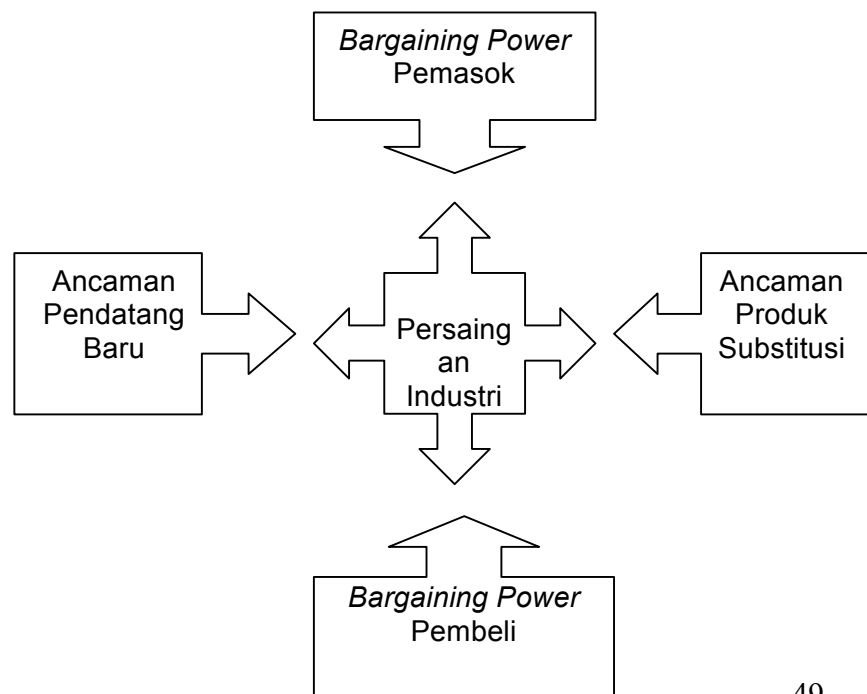 Bargaining Power
Pemasok
Ancaman
Pendatang
Baru
Persaing
an
Industri
Ancaman
Produk
Substitusi
Bargaining Power
Pembeli
49